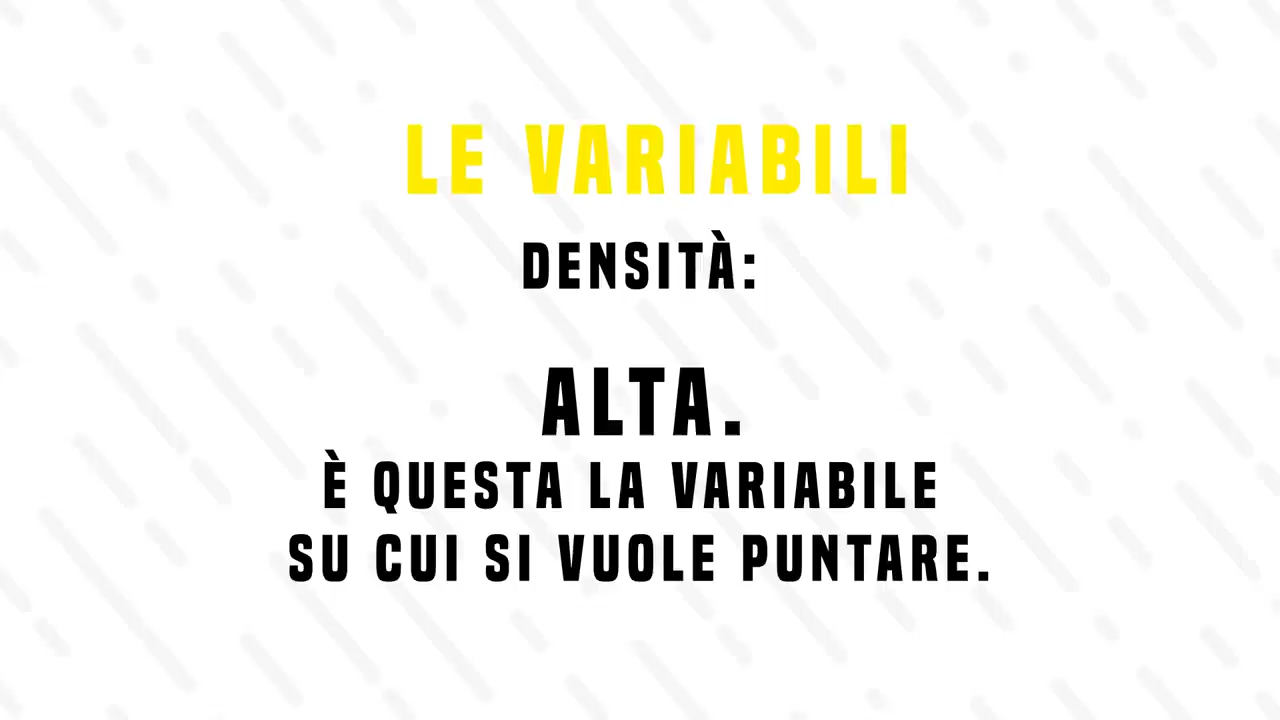 LE VARIABILI
DENSITÀ:
ALTA.
È QUESTA LA VARIABILE
SU CUI SI VUOLE PUNTARE.